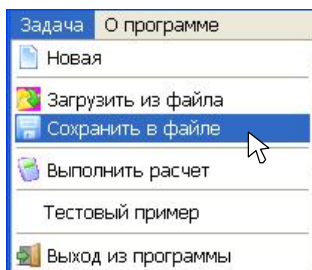 Задача О программе
Новая
Загрузить из файла
Сохранить в файле
Выполнить расчет
Тестовый пример
Выход из программы